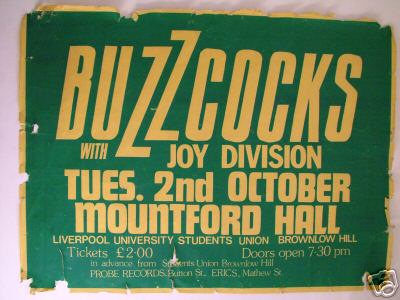 BUZZCOCKS
WITH JOY DIVISION
TUES. 2nd OCTOBER
MOUNTFORD HALL
LIVERPOOL UNIVERSITY STUDENTS UNION BROWNLOW HILL
Tickets £2·00 Doors open 7·30 pm
in advance from Students Union Brownlow Hill
PROBE RECORDS. Button St., ERICS, Mathew St.